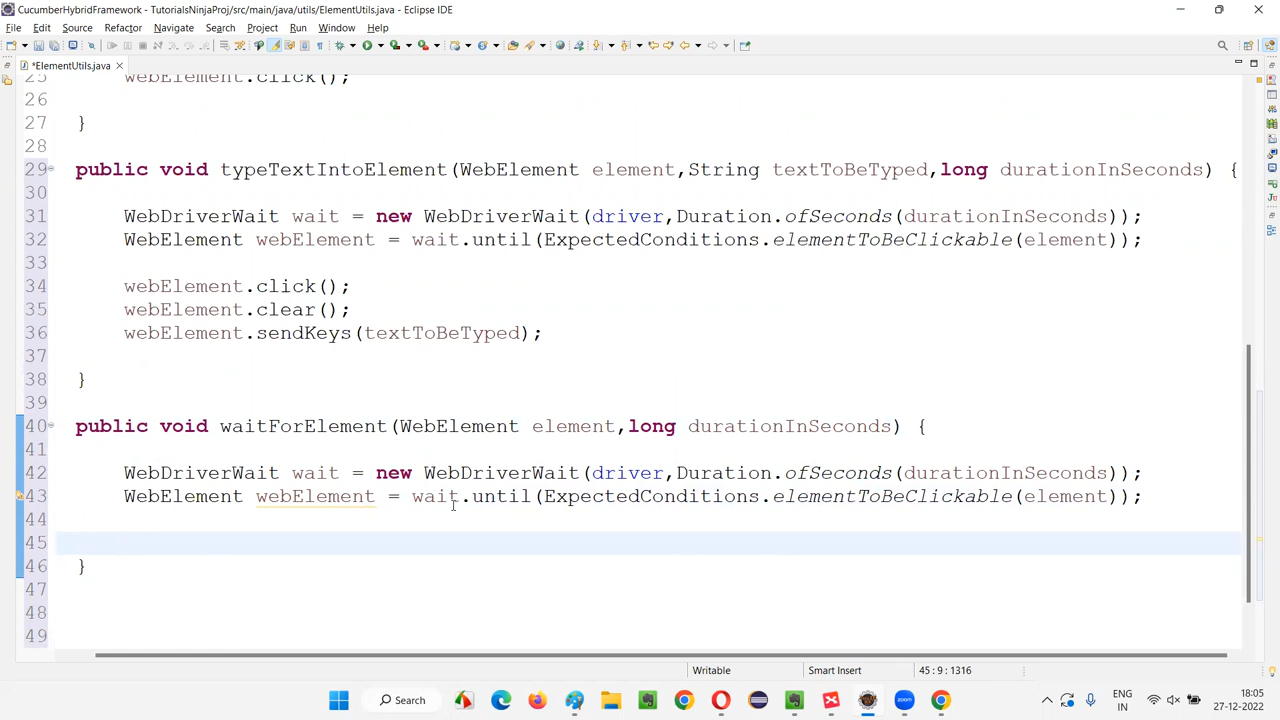 CucumberHybridFramework - TutorialsNinjaProj/src/main/java/utils/ElementUtils.java - Eclipse IDE
File Edit Source Refactor Navigate Search Project Run Window Help
*ElementUtils.java
25 webElement.click();
26
27 }
28
29 public void typeTextIntoElement(WebElement element,String textToBeTyped,long durationInSeconds) {
30
31 WebDriverWait wait = new WebDriverWait(driver,Duration.ofSeconds(durationInSeconds));
32 WebElement webElement = wait.until(ExpectedConditions.elementToBeClickable(element));
33
34 webElement.click();
35 webElement.clear();
36 webElement.sendKeys(textToBeTyped);
37
38 }
39
40 public void waitForElement(WebElement element,long durationInSeconds) {
41
42 WebDriverWait wait = new WebDriverWait(driver,Duration.ofSeconds(durationInSeconds));
43 WebElement webElement = wait.until(ExpectedConditions.elementToBeClickable(element));
44
45
46 }
47
48
49
Writable Smart Insert 45 : 9 : 1316
Search
ENG
IN
18:05
27-12-2022